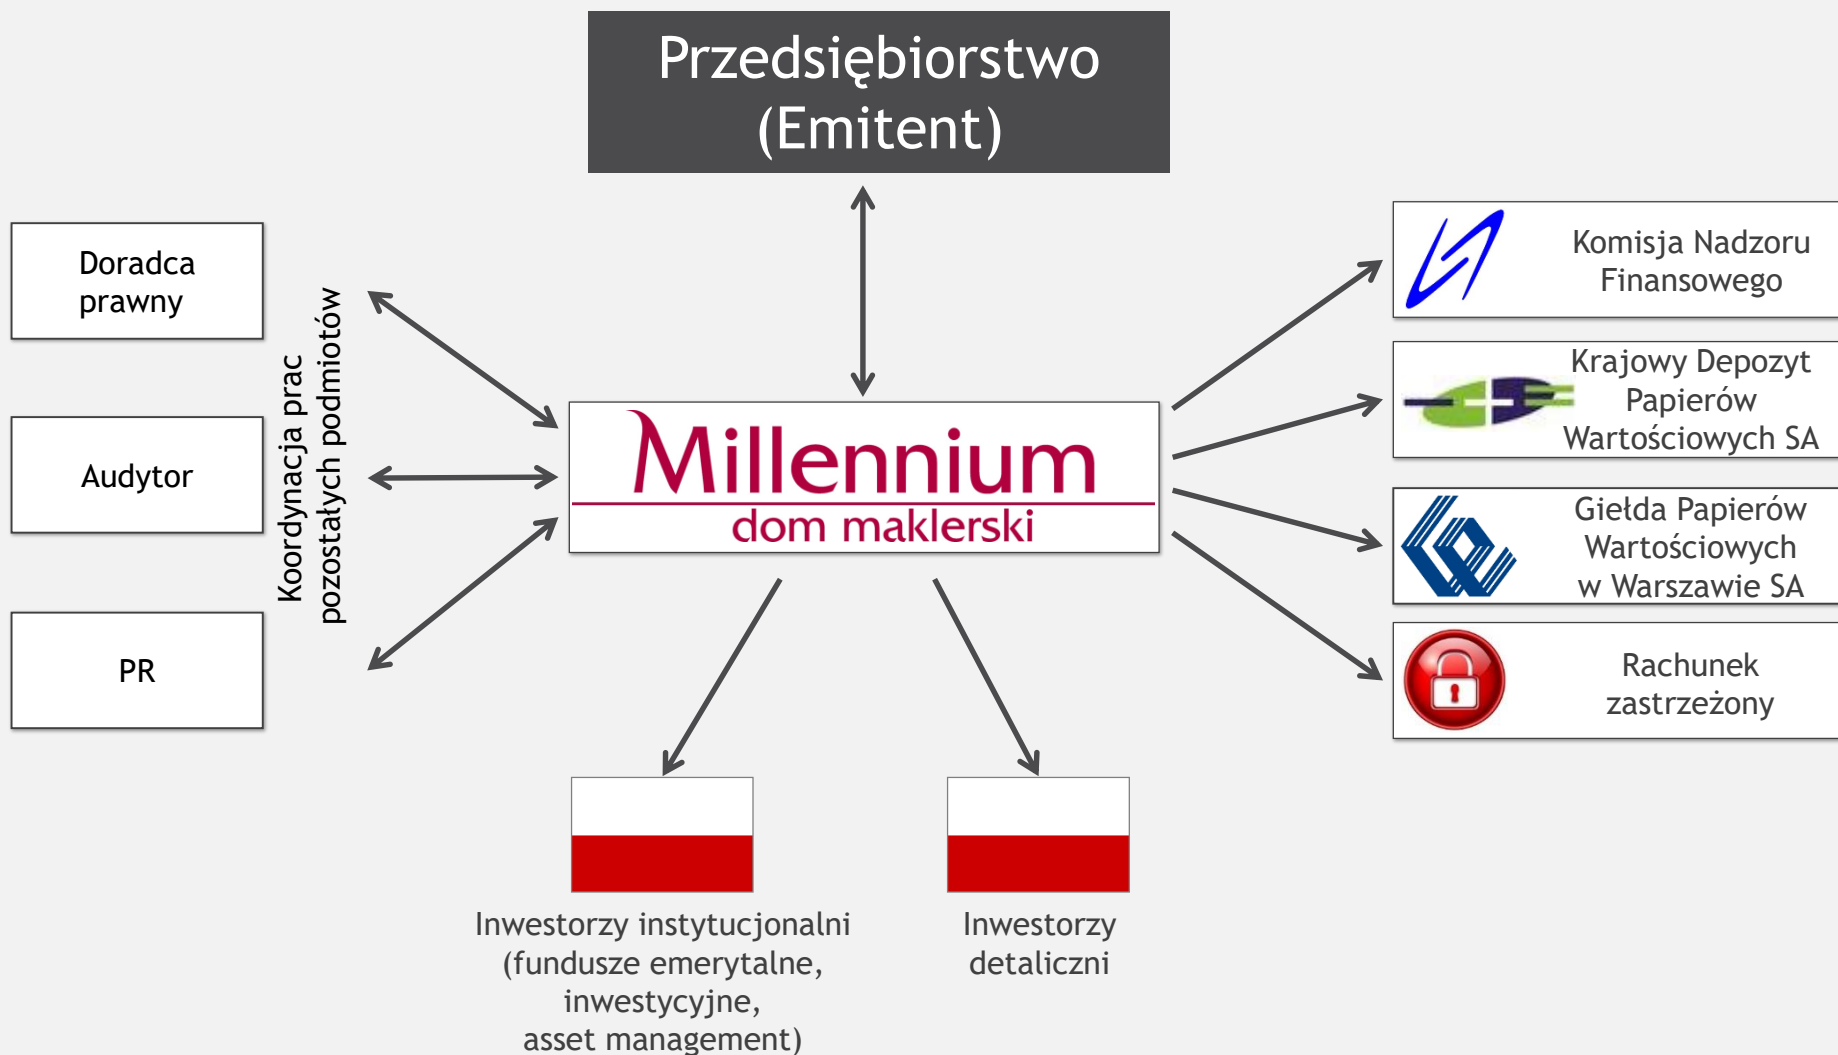 Przedsiębiorstwo
(Emitent)
Doradca
prawny
Audytor
PR
Koordynacja prac
pozostałych podmiotów
Millennium
dom maklerski
Komisja Nadzoru
Finansowego
Krajowy Depozyt
Papierów
Wartościowych SA
Giełda Papierów
Wartościowych
w Warszawie SA
Rachunek
zastrzeżony
Inwestorzy instytucjonalni
(fundusze emerytalne,
inwestycyjne,
asset management)
Inwestorzy
detaliczni